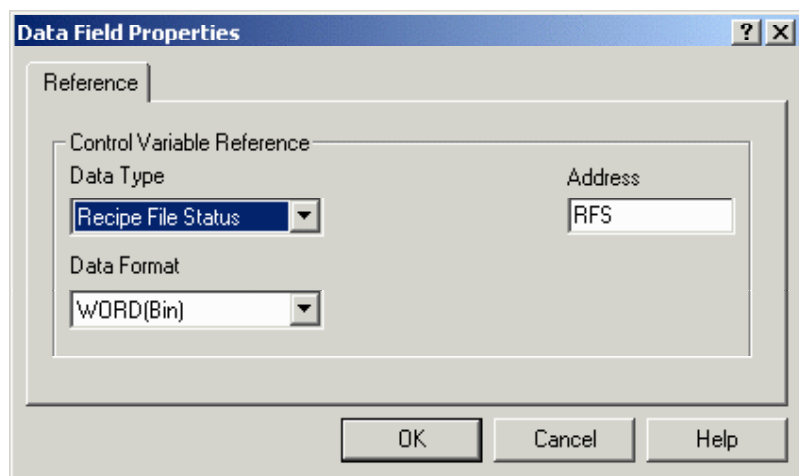 Data Field Properties
Reference
Control Variable Reference
Data Type
Address
Recipe File Status
RFS
Data Format
WORD(Bin)
OK
Cancel
Help